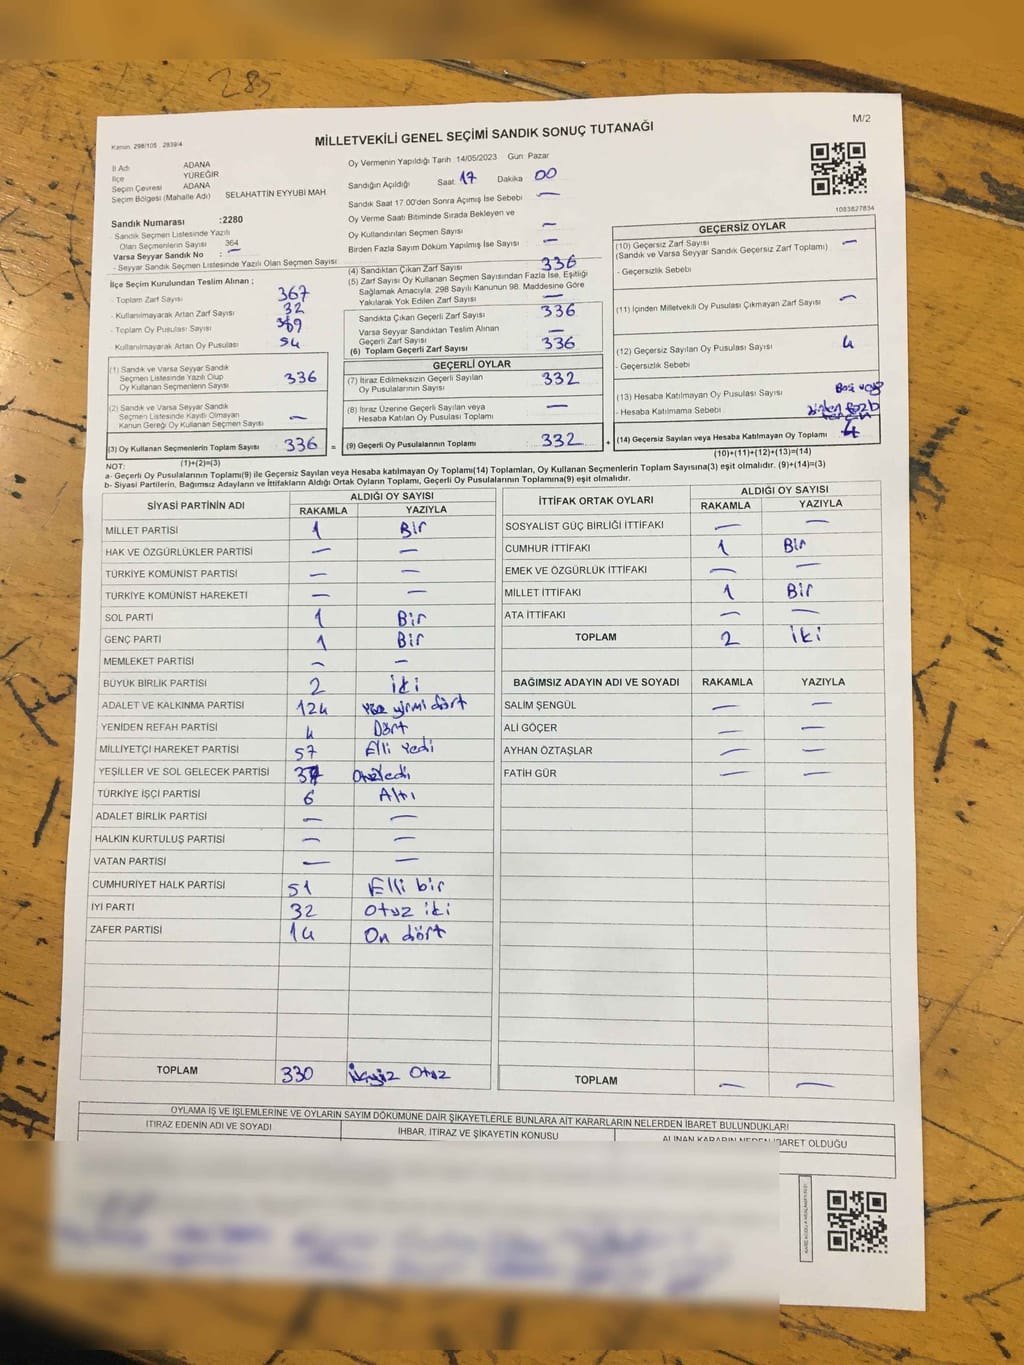 285
M/2
MİLLETVEKİLİ GENEL SEÇİMİ SANDIK SONUÇ TUTANAĞI
Kanun. 298/105 2839/4
İl Adı ADANA
İlçe YÜREĞİR
Seçim Çevresi ADANA
Seçim Bölgesi (Mahalle Adı) SELAHATTİN EYYUBİ MAH
Sandık Numarası :2280
- Sandık Seçmen Listesinde Yazılı
Olan Seçmenlerin Sayısı 364
Varsa Seyyar Sandık No : —
- Seyyar Sandık Seçmen Listesinde Yazılı Olan Seçmen Sayısı
İlçe Seçim Kurulundan Teslim Alınan ;
- Toplam Zarf Sayısı 367
- Kullanılmayarak Artan Zarf Sayısı 32
- Toplam Oy Pusulası Sayısı
- Kullanılmayarak Artan Oy Pusulası 54
(1) Sandık ve Varsa Seyyar Sandık
Seçmen Listesinde Yazılı Olup
Oy Kullanan Seçmenlerin Sayısı 336
(2) Sandık ve Varsa Seyyar Sandık
Seçmen Listesinde Kayıtlı Olmayan
Kanun Gereği Oy Kullanan Seçmen Sayısı —
(3) Oy Kullanan Seçmenlerin Toplam Sayısı 336 =
(1)+(2)=(3)
Oy Vermenin Yapıldığı Tarih 14/05/2023 Gün Pazar
Sandığın Açıldığı Saat 17 Dakika 00
Sandık Saat 17.00'den Sonra Açılmış İse Sebebi —
Oy Verme Saati Bitiminde Sırada Bekleyen ve
Oy Kullandırılan Seçmen Sayısı —
Birden Fazla Sayım Döküm Yapılmış İse Sayısı —
(4) Sandıktan Çıkan Zarf Sayısı 336
(5) Zarf Sayısı Oy Kullanan Seçmen Sayısından Fazla İse, Eşitliği
Sağlamak Amacıyla, 298 Sayılı Kanunun 98. Maddesine Göre
Yakılarak Yok Edilen Zarf Sayısı —
Sandıkta Çıkan Geçerli Zarf Sayısı 336
Varsa Seyyar Sandıktan Teslim Alınan
Geçerli Zarf Sayısı —
(6) Toplam Geçerli Zarf Sayısı 336
GEÇERLİ OYLAR
(7) İtiraz Edilmeksizin Geçerli Sayılan
Oy Pusulalarının Sayısı 332
(8) İtiraz Üzerine Geçerli Sayılan veya
Hesaba Katılan Oy Pusulası Toplamı —
(9) Geçerli Oy Pusulalarının Toplamı 332 +
1083827834
GEÇERSİZ OYLAR
(10) Geçersiz Zarf Sayısı —
(Sandık ve Varsa Seyyar Sandık Geçersiz Zarf Toplamı)
- Geçersizlik Sebebi
(11) İçinden Milletvekili Oy Pusulası Çıkmayan Zarf Sayısı —
(12) Geçersiz Sayılan Oy Pusulası Sayısı 4
- Geçersizlik Sebebi
(13) Hesaba Katılmayan Oy Pusulası Sayısı
- Hesaba Katılmama Sebebi
(14) Geçersiz Sayılan veya Hesaba Katılmayan Oy Toplamı 4
(10)+(11)+(12)+(13)=(14)
NOT:
a- Geçerli Oy Pusulalarının Toplamı(9) ile Geçersiz Sayılan veya Hesaba katılmayan Oy Toplamı(14) Toplamları, Oy Kullanan Seçmenlerin Toplam Sayısına(3) eşit olmalıdır. (9)+(14)=(3)
b- Siyasi Partilerin, Bağımsız Adayların ve İttifakların Aldığı Ortak Oyların Toplamı, Geçerli Oy Pusulalarının Toplamına(9) eşit olmalıdır.
SİYASİ PARTİNİN ADI ALDIĞI OY SAYISI
RAKAMLA YAZIYLA
MİLLET PARTİSİ 1 Bir
HAK VE ÖZGÜRLÜKLER PARTİSİ — —
TÜRKİYE KOMÜNİST PARTİSİ — —
TÜRKİYE KOMÜNİST HAREKETİ — —
SOL PARTİ 1 Bir
GENÇ PARTİ 1 Bir
MEMLEKET PARTİSİ — —
BÜYÜK BİRLİK PARTİSİ 2 iki
ADALET VE KALKINMA PARTİSİ 124 yüz yirmi dört
YENİDEN REFAH PARTİSİ 4 Dört
MİLLİYETÇİ HAREKET PARTİSİ 57 Elli Yedi
YEŞİLLER VE SOL GELECEK PARTİSİ 37 Otuz Yedi
TÜRKİYE İŞÇİ PARTİSİ 6 Altı
ADALET BİRLİK PARTİSİ — —
HALKIN KURTULUŞ PARTİSİ — —
VATAN PARTİSİ — —
CUMHURİYET HALK PARTİSİ 51 Elli bir
İYİ PARTİ 32 Otuz iki
ZAFER PARTİSİ 14 On dört
TOPLAM 330 üçyüz Otuz
İTTİFAK ORTAK OYLARI ALDIĞI OY SAYISI
RAKAMLA YAZIYLA
SOSYALİST GÜÇ BİRLİĞİ İTTİFAKI — —
CUMHUR İTTİFAKI 1 Bir
EMEK VE ÖZGÜRLÜK İTTİFAKI — —
MİLLET İTTİFAKI 1 Bir
ATA İTTİFAKI — —
TOPLAM 2 iki
BAĞIMSIZ ADAYIN ADI VE SOYADI RAKAMLA YAZIYLA
SALİM ŞENGÜL — —
ALİ GÖÇER — —
AYHAN ÖZTAŞLAR — —
FATİH GÜR — —
TOPLAM — —
OYLAMA İŞ VE İŞLEMLERİNE VE OYLARIN SAYIM DÖKÜMÜNE DAİR ŞİKAYETLERLE BUNLARA AİT KARARLARIN NELERDEN İBARET BULUNDUKLARI
İTİRAZ EDENİN ADI VE SOYADI İHBAR, İTİRAZ VE ŞİKAYETİN KONUSU ALINAN KARARIN NEDEN İBARET OLDUĞU